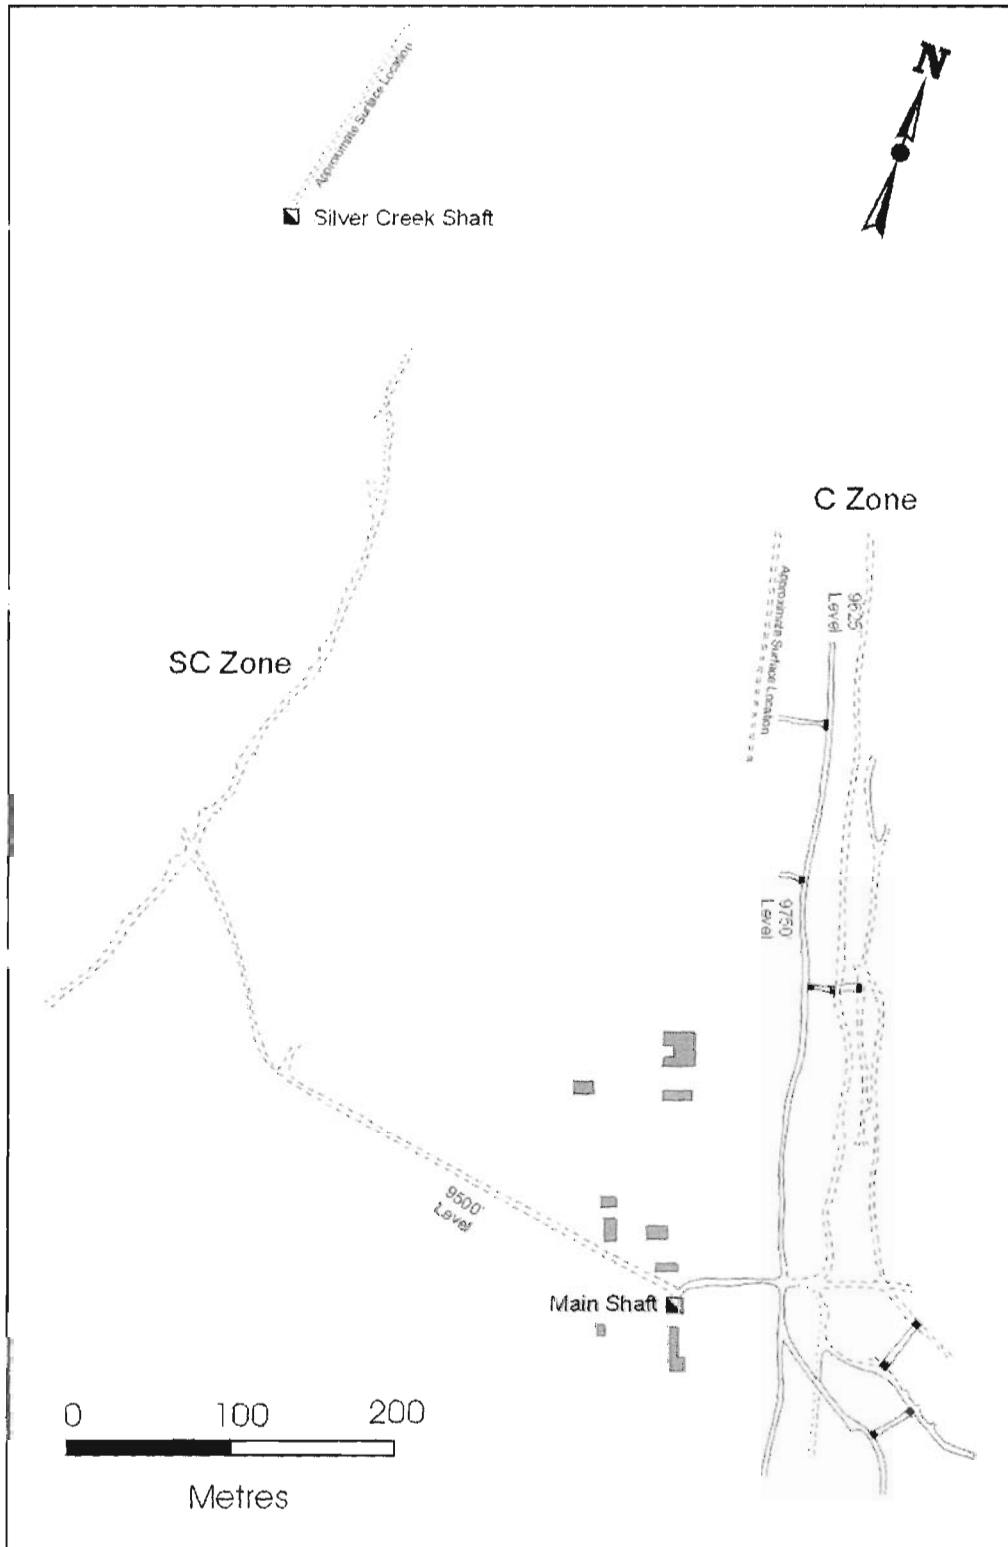 Approximate Surface Location
N
Silver Creek Shaft
C Zone
Approximate Surface Location
9625'
Level
SC Zone
9750'
Level
9500'
Level
Main Shaft
0 100 200
Metres